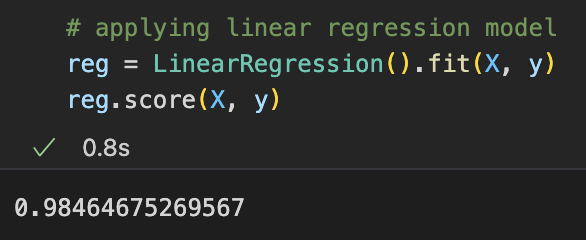 # applying linear regression model
reg = LinearRegression().fit(X, y)
reg.score(X, y)
0.8s
0.98464675269567